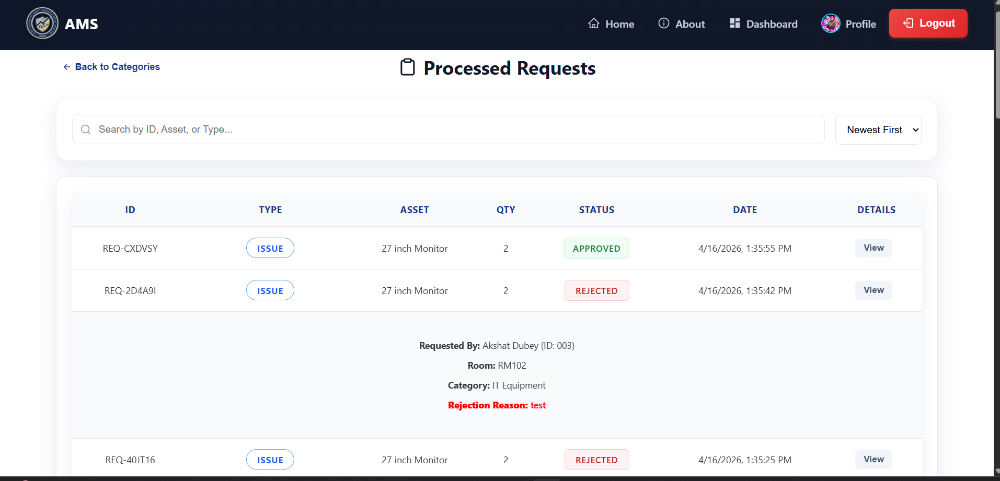 AMS
Home
About
Dashboard
Profile
Logout
← Back to Categories
Processed Requests
Search by ID, Asset, or Type...
Newest First
ID TYPE ASSET QTY STATUS DATE DETAILS
REQ-CXDVSY ISSUE 27 inch Monitor 2 APPROVED 4/16/2026, 1:35:55 PM View
REQ-2D4A9I ISSUE 27 inch Monitor 2 REJECTED 4/16/2026, 1:35:42 PM View
Requested By: Akshat Dubey (ID: 003)
Room: RM102
Category: IT Equipment
Rejection Reason: test
REQ-40JT16 ISSUE 27 inch Monitor 2 REJECTED 4/16/2026, 1:35:25 PM View